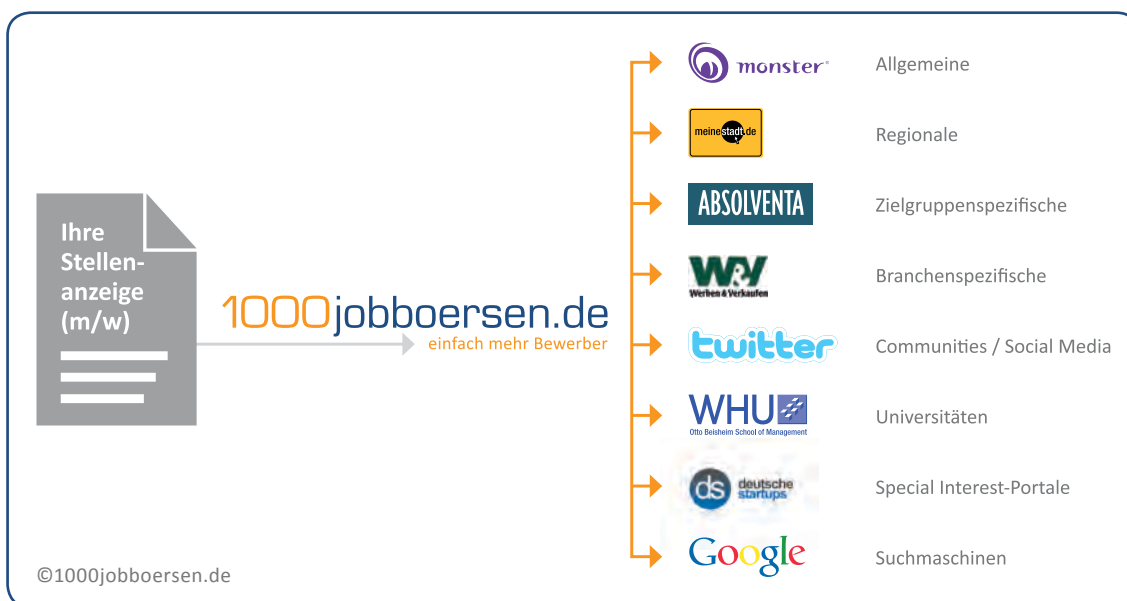 Ihre
Stellen-
anzeige
(m/w)
1000jobboersen.de
einfach mehr Bewerber
monster® Allgemeine
meinestadt.de Regionale
ABSOLVENTA Zielgruppenspezifische
W&V
Werben & Verkaufen
Branchenspezifische
twitter Communities / Social Media
WHU
Otto Beisheim School of Management
Universitäten
ds deutsche
startups
Special Interest-Portale
Google Suchmaschinen
©1000jobboersen.de